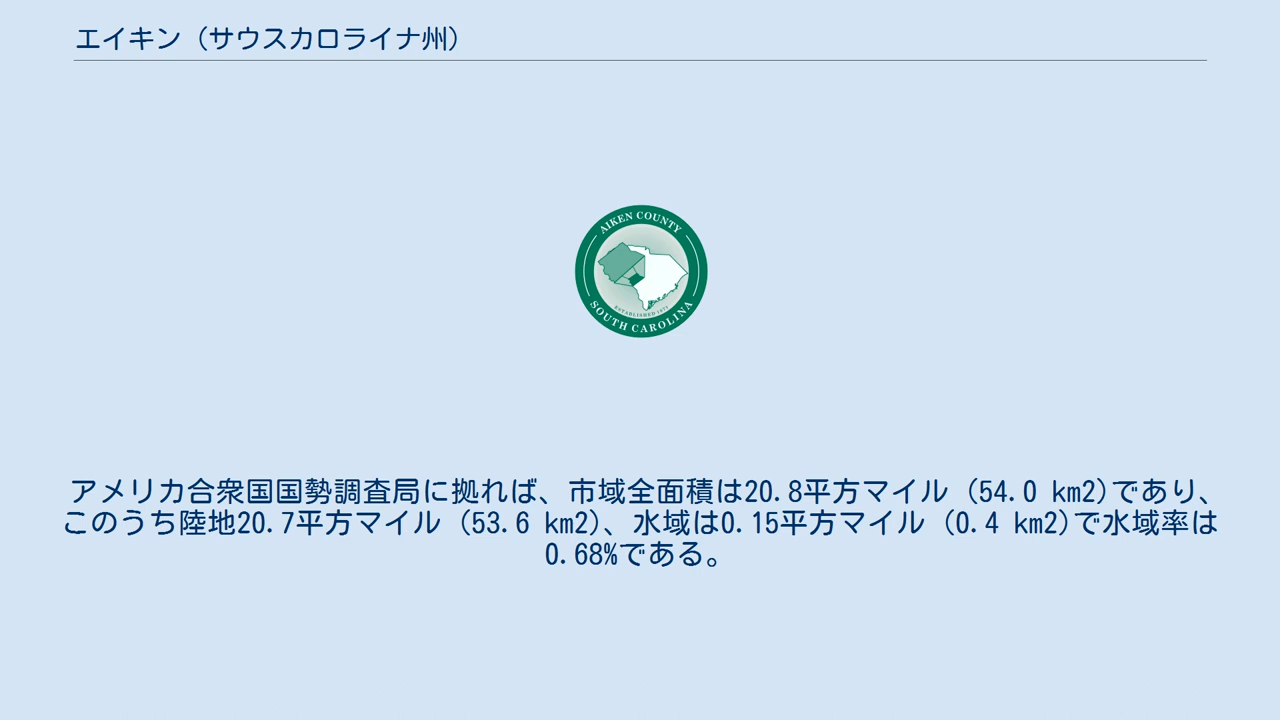 エイキン（サウスカロライナ州）
AIKEN COUNTY
ESTABLISHED 1871
SOUTH CAROLINA
アメリカ合衆国国勢調査局に拠れば、市域全面積は20.8平方マイル (54.0 km2)であり、
このうち陸地20.7平方マイル (53.6 km2)、水域は0.15平方マイル (0.4 km2)で水域率は
0.68%である。